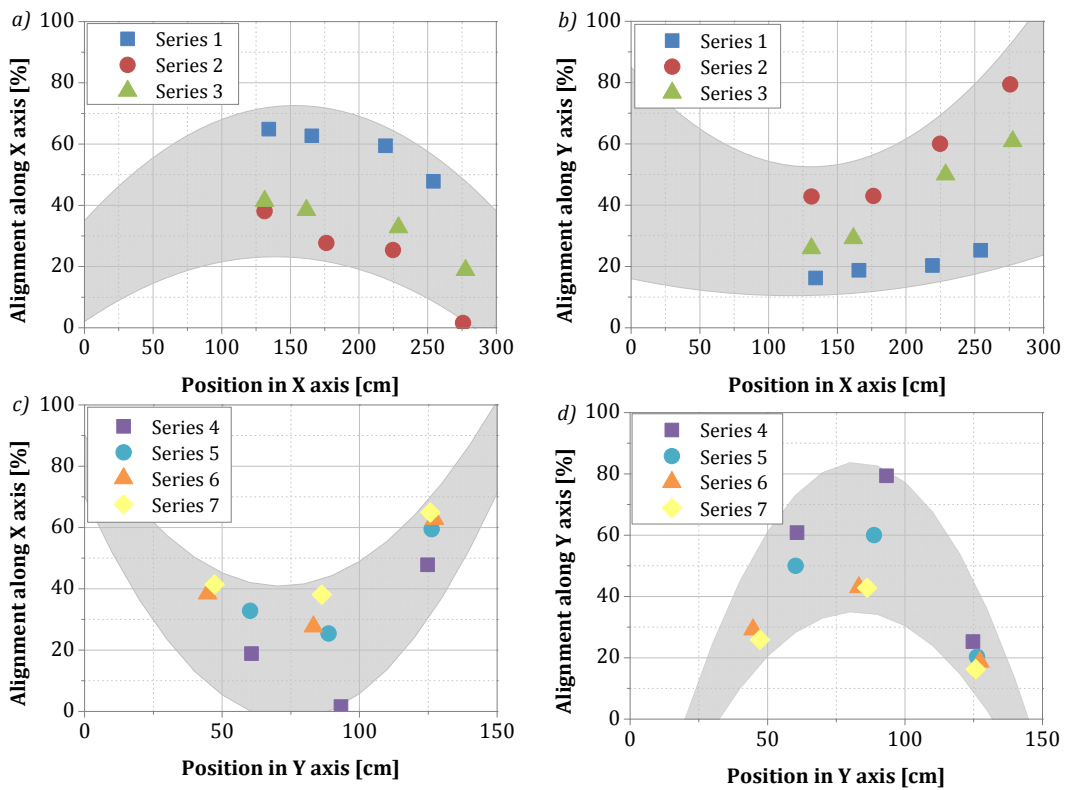 a)
100
80
60
40
20
0
Alignment along X axis [%]
Series 1
Series 2
Series 3
0 50 100 150 200 250 300
Position in X axis [cm]
b)
100
80
60
40
20
0
Alignment along Y axis [%]
Series 1
Series 2
Series 3
0 50 100 150 200 250 300
Position in X axis [cm]
c)
100
80
60
40
20
0
Alignment along X axis [%]
Series 4
Series 5
Series 6
Series 7
0 50 100 150
Position in Y axis [cm]
d)
100
80
60
40
20
0
Alignment along Y axis [%]
Series 4
Series 5
Series 6
Series 7
0 50 100 150
Position in Y axis [cm]